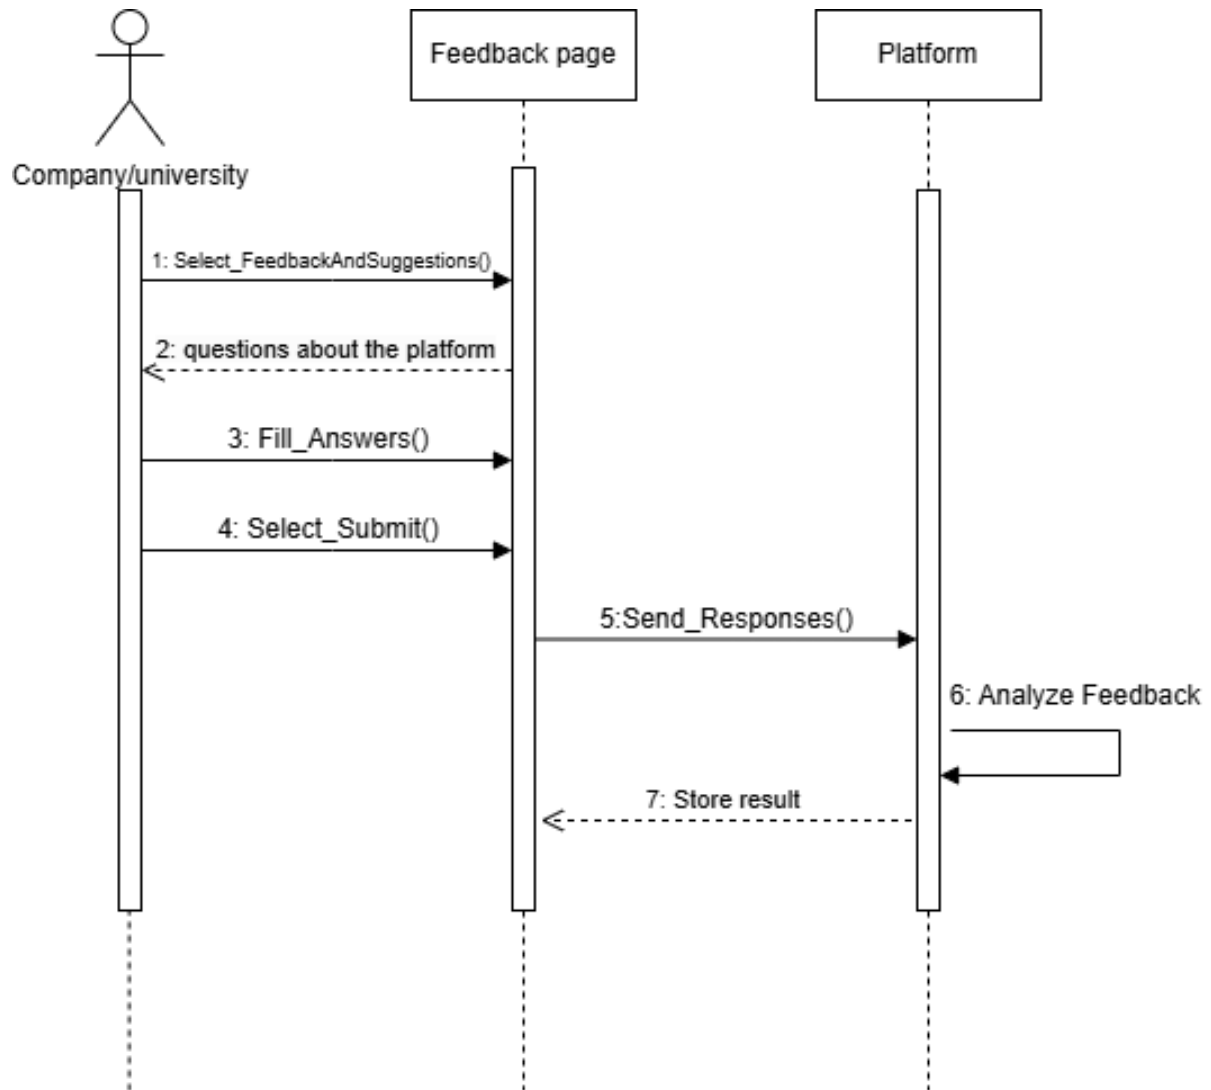 Feedback page
Platform
Company/university
1: Select_FeedbackAndSuggestions()
2: questions about the platform
3: Fill_Answers()
4: Select_Submit()
5:Send_Responses()
6: Analyze Feedback
7: Store result